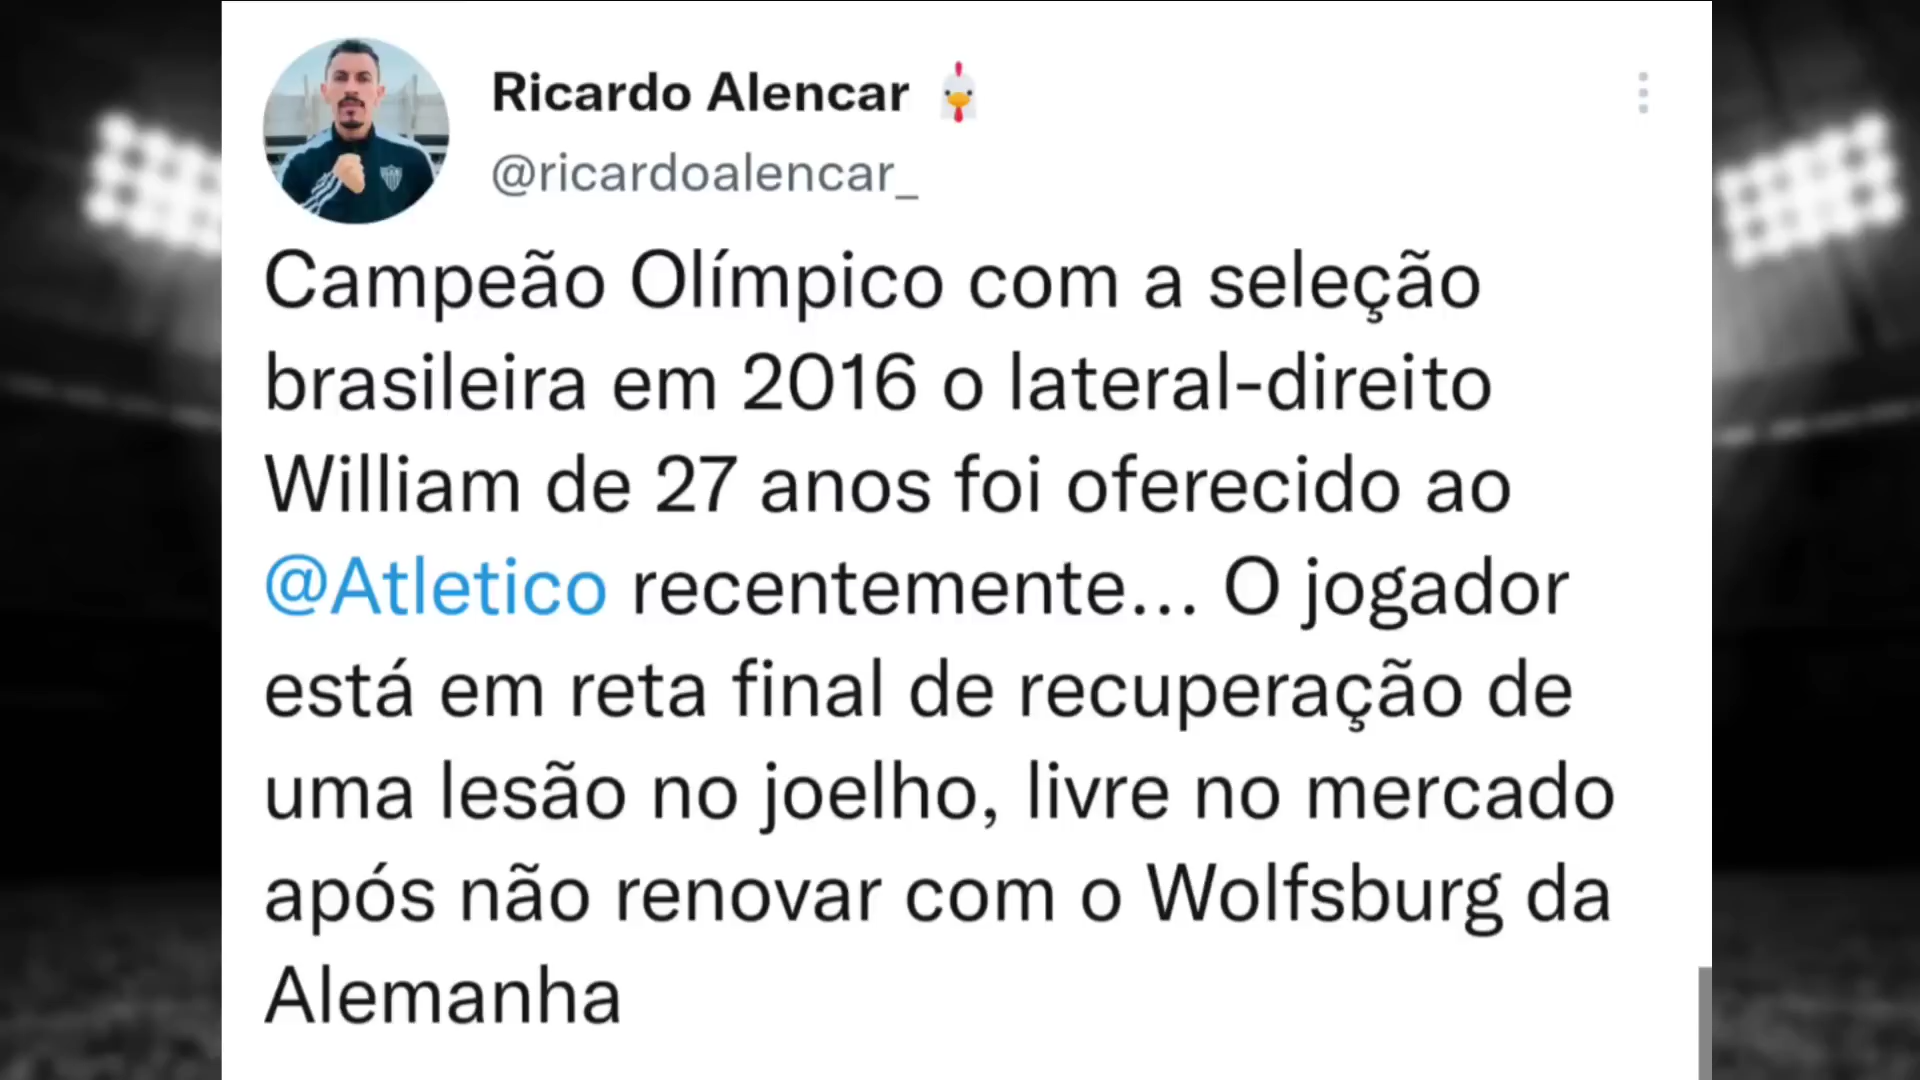 Ricardo Alencar 🐔
@ricardoalencar_
Campeão Olímpico com a seleção
brasileira em 2016 o lateral-direito
William de 27 anos foi oferecido ao
@Atletico recentemente... O jogador
está em reta final de recuperação de
uma lesão no joelho, livre no mercado
após não renovar com o Wolfsburg da
Alemanha